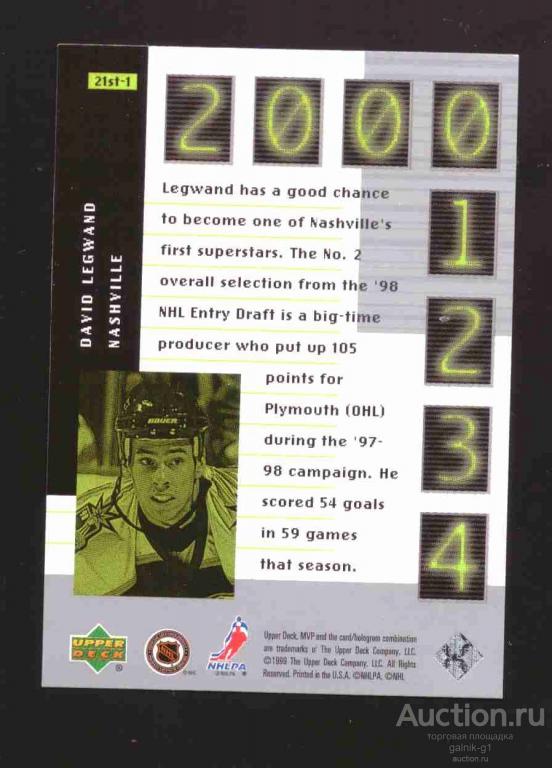 21st-1
2000
1
2
3
4
DAVID LEGWAND
NASHVILLE
Legwand has a good chance
to become one of Nashville's
first superstars. The No. 2
overall selection from the '98
NHL Entry Draft is a big-time
producer who put up 105
points for
Plymouth (OHL)
during the '97-
98 campaign. He
scored 54 goals
in 59 games
that season.
BAUER
UPPER
DECK
®
NHL
NHLPA
Upper Deck, MVP and the card/hologram combination
are trademarks of The Upper Deck Company, LLC.
©1999 The Upper Deck Company, LLC. All Rights
Reserved. Printed in the U.S.A. ©NHLPA. ©NHL
Auction.ru
торговая площадка
galnik-g1
auction.ru